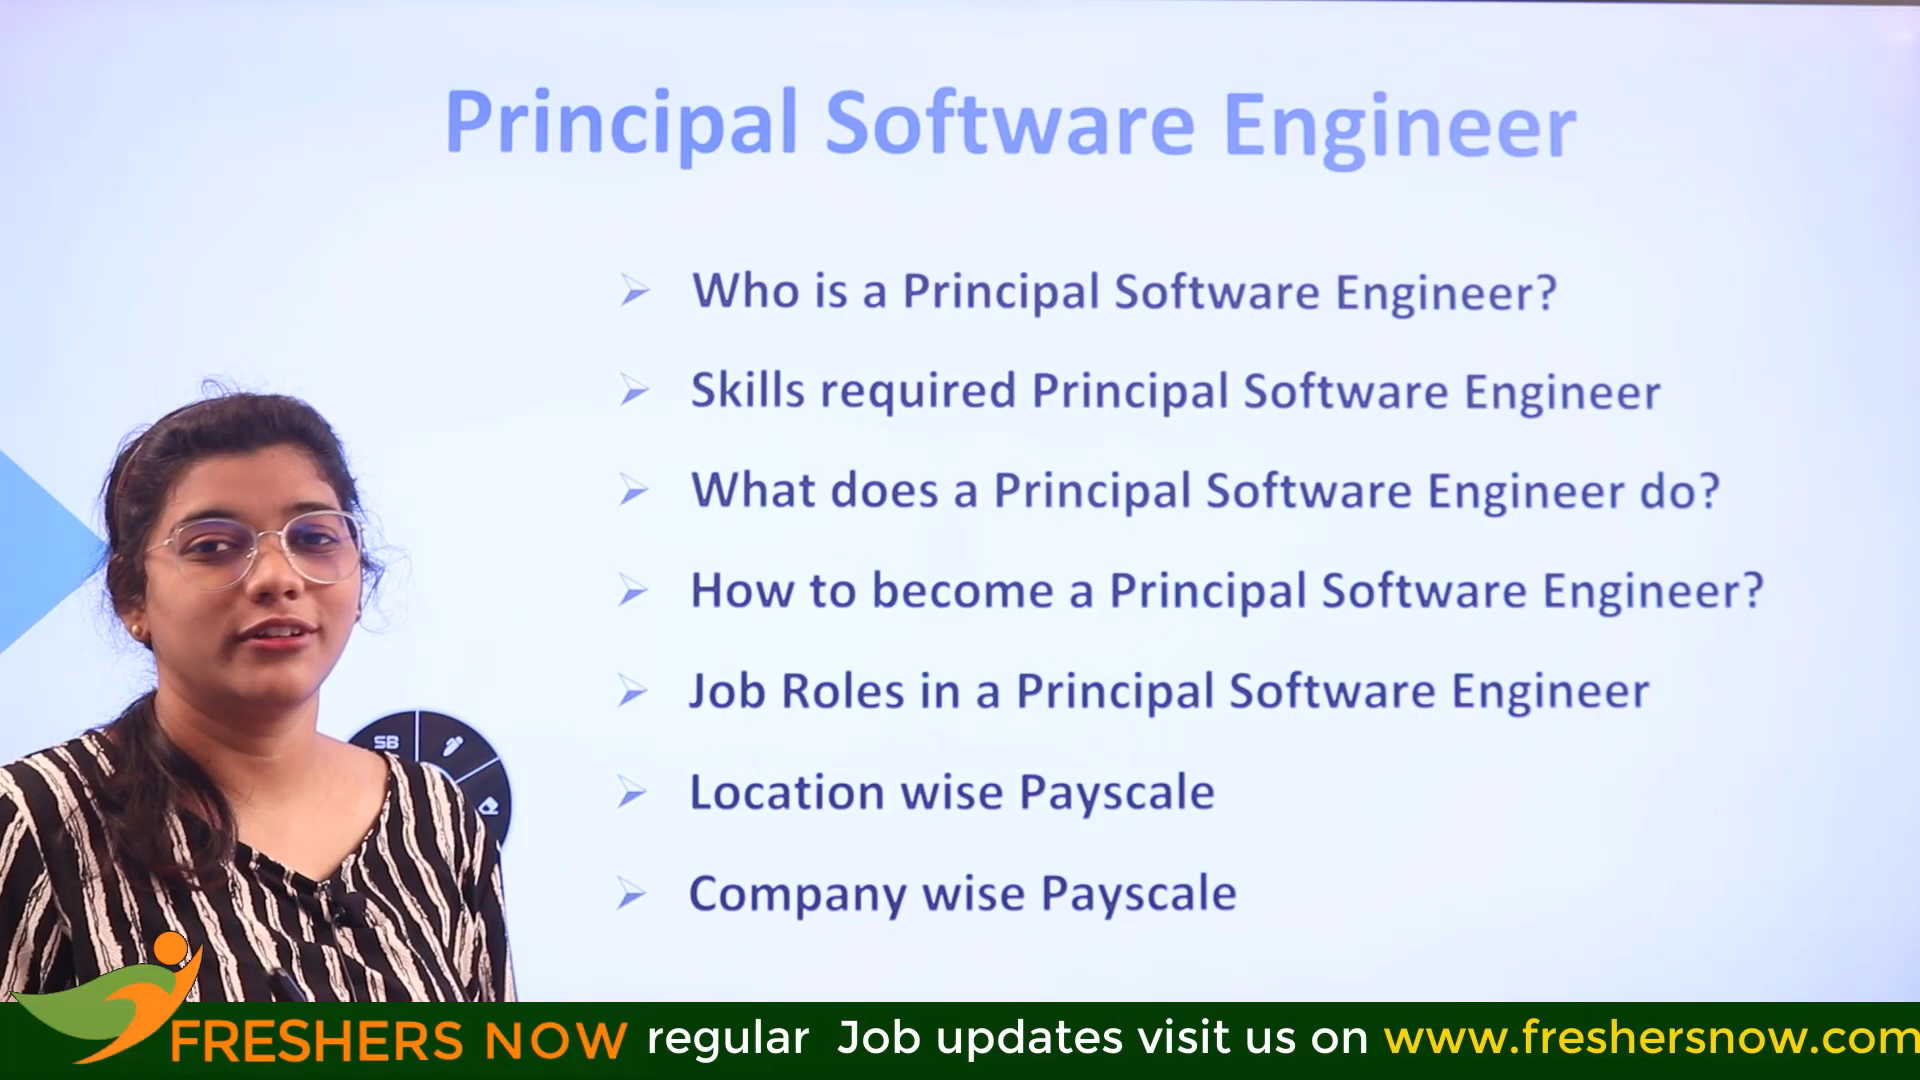 Principal Software Engineer
Who is a Principal Software Engineer?
Skills required Principal Software Engineer
What does a Principal Software Engineer do?
How to become a Principal Software Engineer?
Job Roles in a Principal Software Engineer
Location wise Payscale
Company wise Payscale
SB
FRESHERS NOW regular Job updates visit us on www.freshersnow.com